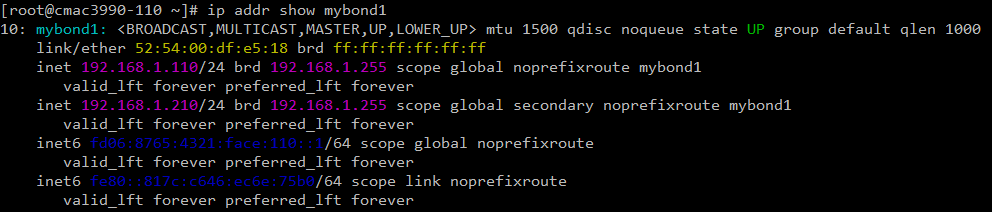 [root@cmac3990-110 ~]# ip addr show mybond1
10: mybond1: <BROADCAST,MULTICAST,MASTER,UP,LOWER_UP> mtu 1500 qdisc noqueue state UP group default qlen 1000
    link/ether 52:54:00:df:e5:18 brd ff:ff:ff:ff:ff:ff
    inet 192.168.1.110/24 brd 192.168.1.255 scope global noprefixroute mybond1
       valid_lft forever preferred_lft forever
    inet 192.168.1.210/24 brd 192.168.1.255 scope global secondary noprefixroute mybond1
       valid_lft forever preferred_lft forever
    inet6 fd06:8765:4321:face:110::1/64 scope global noprefixroute
       valid_lft forever preferred_lft forever
    inet6 fe80::817c:c646:ec6e:75b0/64 scope link noprefixroute
       valid_lft forever preferred_lft forever